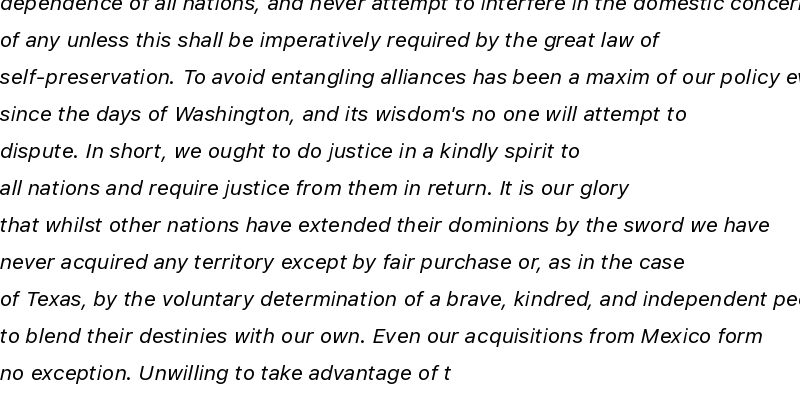 dependence of all nations, and never attempt to interfere in the domestic
of any unless this shall be imperatively required by the great law of
self-preservation. To avoid entangling alliances has been a maxim of our policy
since the days of Washington, and its wisdom's no one will attempt to
dispute. In short, we ought to do justice in a kindly spirit to
all nations and require justice from them in return. It is our glory
that whilst other nations have extended their dominions by the sword we have
never acquired any territory except by fair purchase or, as in the case
of Texas, by the voluntary determination of a brave, kindred, and independent
to blend their destinies with our own. Even our acquisitions from Mexico form
no exception. Unwilling to take advantage of t